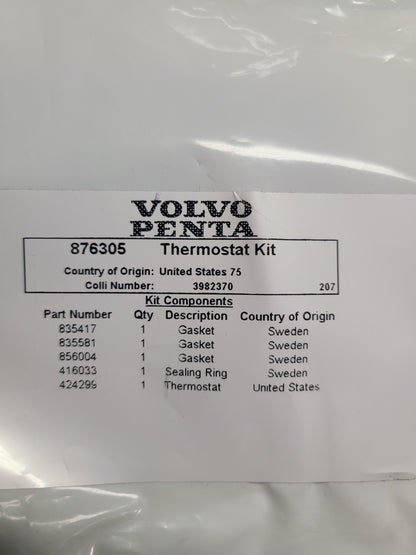 VOLVO
PENTA
876305 Thermostat Kit
Country of Origin: United States 75
Colli Number: 3982370 207
Kit Components
Part Number Qty Description Country of Origin
835417 1 Gasket Sweden
835581 1 Gasket Sweden
856004 1 Gasket Sweden
416033 1 Sealing Ring Sweden
424299 1 Thermostat United States